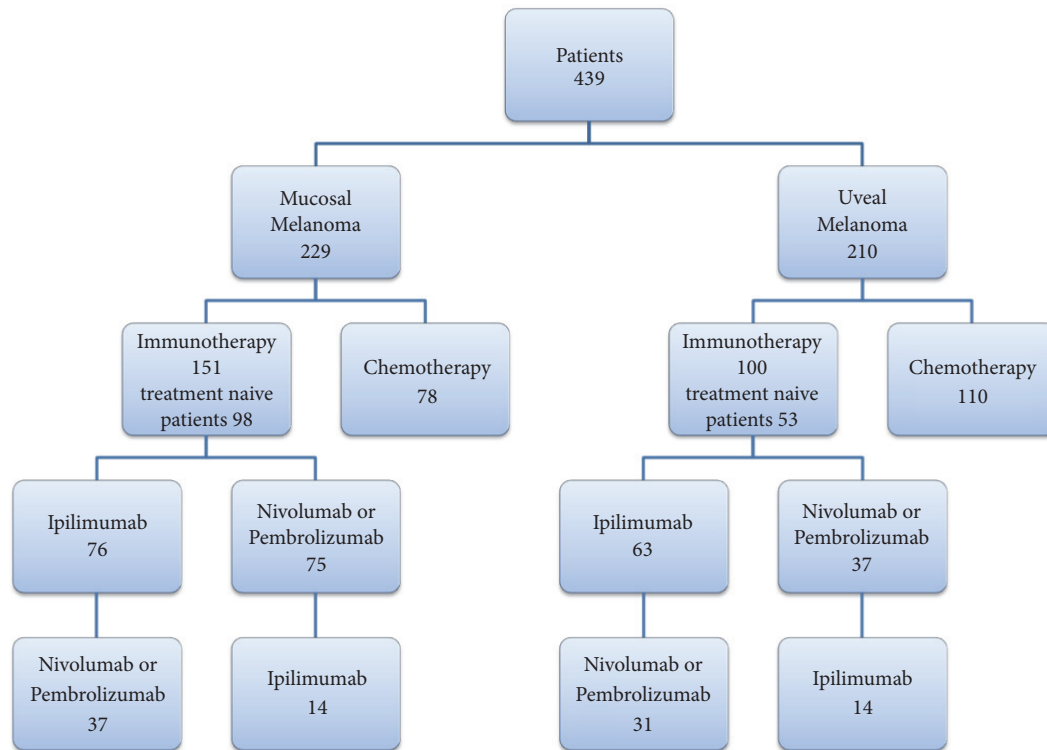 Patients
439
Mucosal
Melanoma
229
Uveal
Melanoma
210
Immunotherapy
151
treatment naive
patients 98
Chemotherapy
78
Immunotherapy
100
treatment naive
patients 53
Chemotherapy
110
Ipilimumab
76
Nivolumab or
Pembrolizumab
75
Ipilimumab
63
Nivolumab or
Pembrolizumab
37
Nivolumab or
Pembrolizumab
37
Ipilimumab
14
Nivolumab or
Pembrolizumab
31
Ipilimumab
14